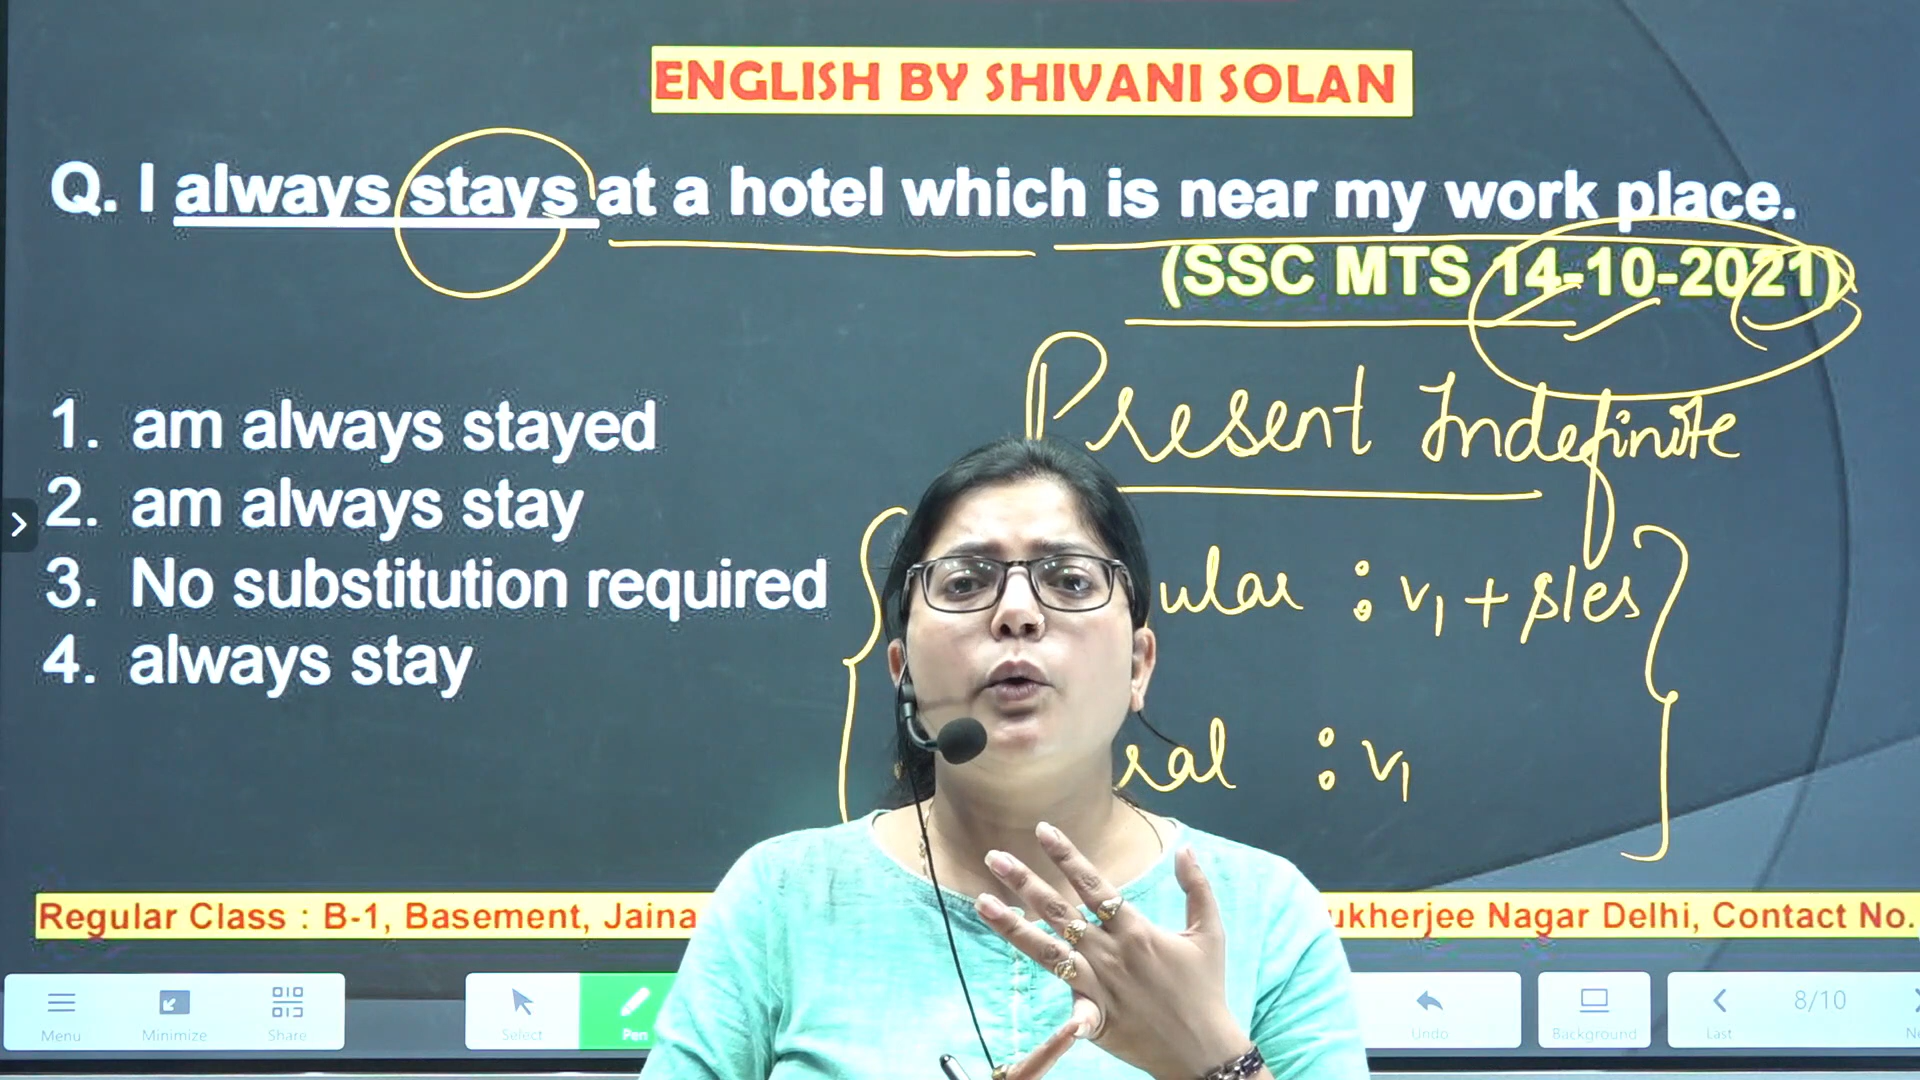 ENGLISH BY SHIVANI SOLAN
Q. I always stays at a hotel which is near my work place.
(SSC MTS 14-10-2021)
Present Indefinite
1. am always stayed
2. am always stay
3. No substitution required
4. always stay
ular : v1 + s/es
ral : v1
Regular Class : B-1, Basement, Jaina
ukherjee Nagar Delhi, Contact No.
Menu
Minimize
Share
Select
Pen
Undo
Background
Last
8/10